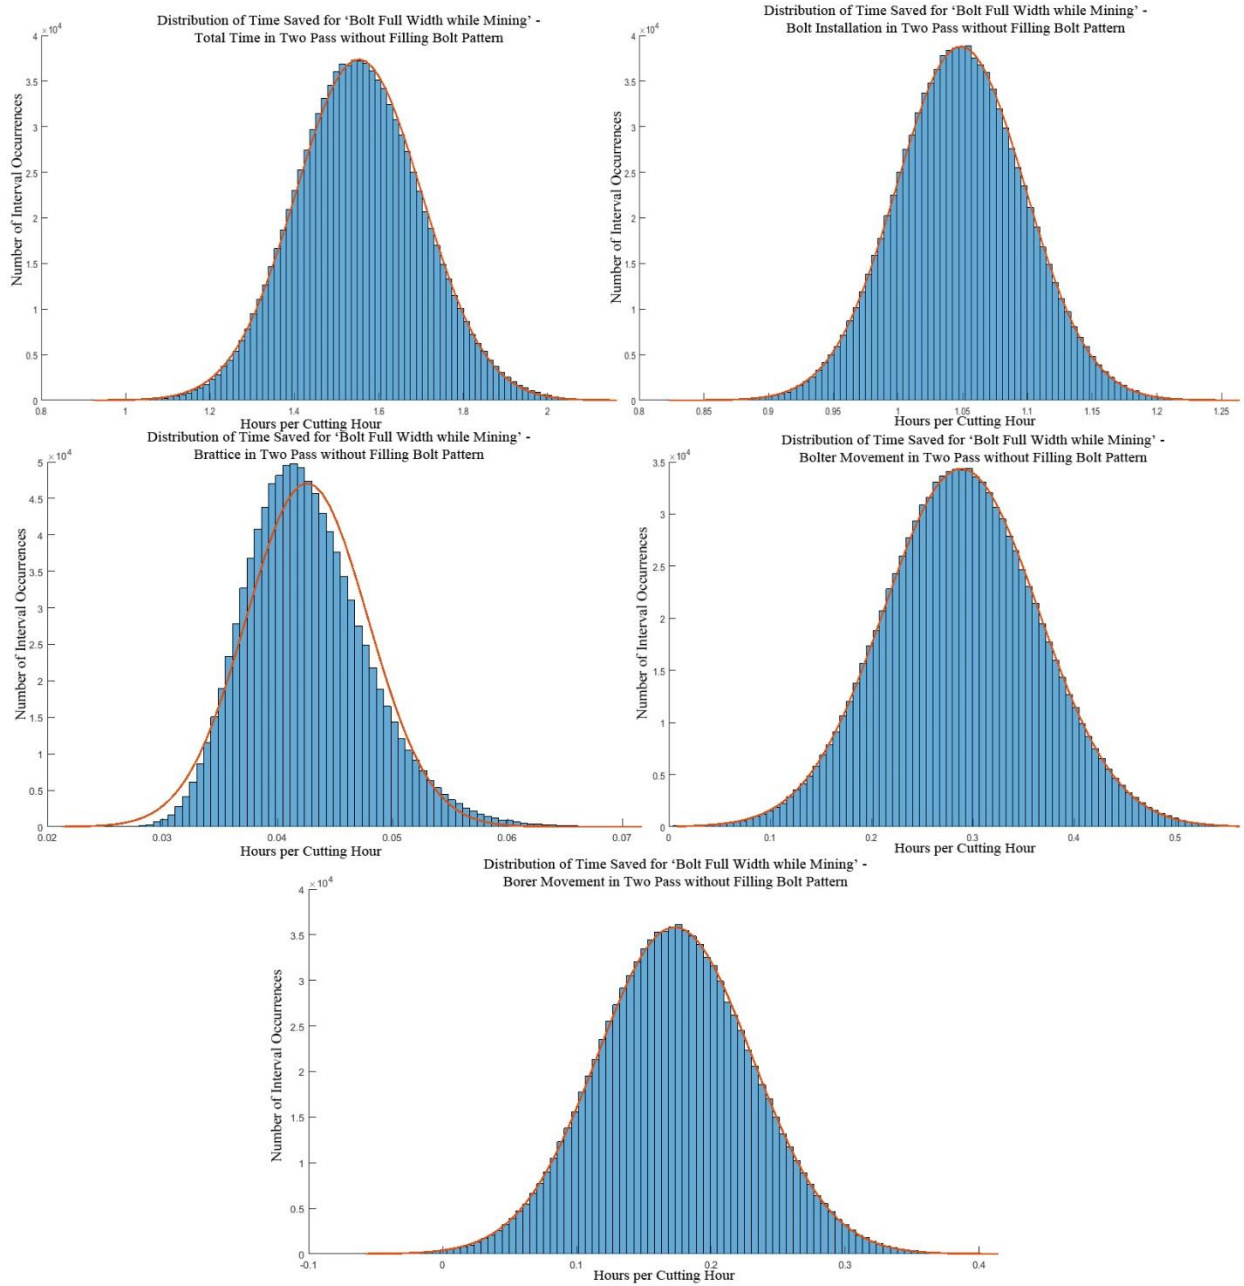 Distribution of Time Saved for ‘Bolt Full Width while Mining’ -
Total Time in Two Pass without Filling Bolt Pattern
×10⁴
4
3.5
3
2.5
2
1.5
1
0.5
0
Number of Interval Occurrences
0.8 1 1.2 1.4 1.6 1.8 2
Hours per Cutting Hour
Distribution of Time Saved for ‘Bolt Full Width while Mining’ -
Bolt Installation in Two Pass without Filling Bolt Pattern
×10⁴
4
3.5
3
2.5
2
1.5
1
0.5
0
Number of Interval Occurrences
0.8 0.85 0.9 0.95 1 1.05 1.1 1.15 1.2 1.25
Hours per Cutting Hour
Distribution of Time Saved for ‘Bolt Full Width while Mining’ -
Brattice in Two Pass without Filling Bolt Pattern
×10⁴
5
4.5
4
3.5
3
2.5
2
1.5
1
0.5
0
Number of Interval Occurrences
0.02 0.03 0.04 0.05 0.06 0.07
Hours per Cutting Hour
Distribution of Time Saved for ‘Bolt Full Width while Mining’ -
Bolter Movement in Two Pass without Filling Bolt Pattern
×10⁴
3.5
3
2.5
2
1.5
1
0.5
0
Number of Interval Occurrences
0 0.1 0.2 0.3 0.4 0.5
Hours per Cutting Hour
Distribution of Time Saved for ‘Bolt Full Width while Mining’ -
Borer Movement in Two Pass without Filling Bolt Pattern
×10⁴
4
3.5
3
2.5
2
1.5
1
0.5
0
Number of Interval Occurrences
-0.1 0 0.1 0.2 0.3 0.4
Hours per Cutting Hour